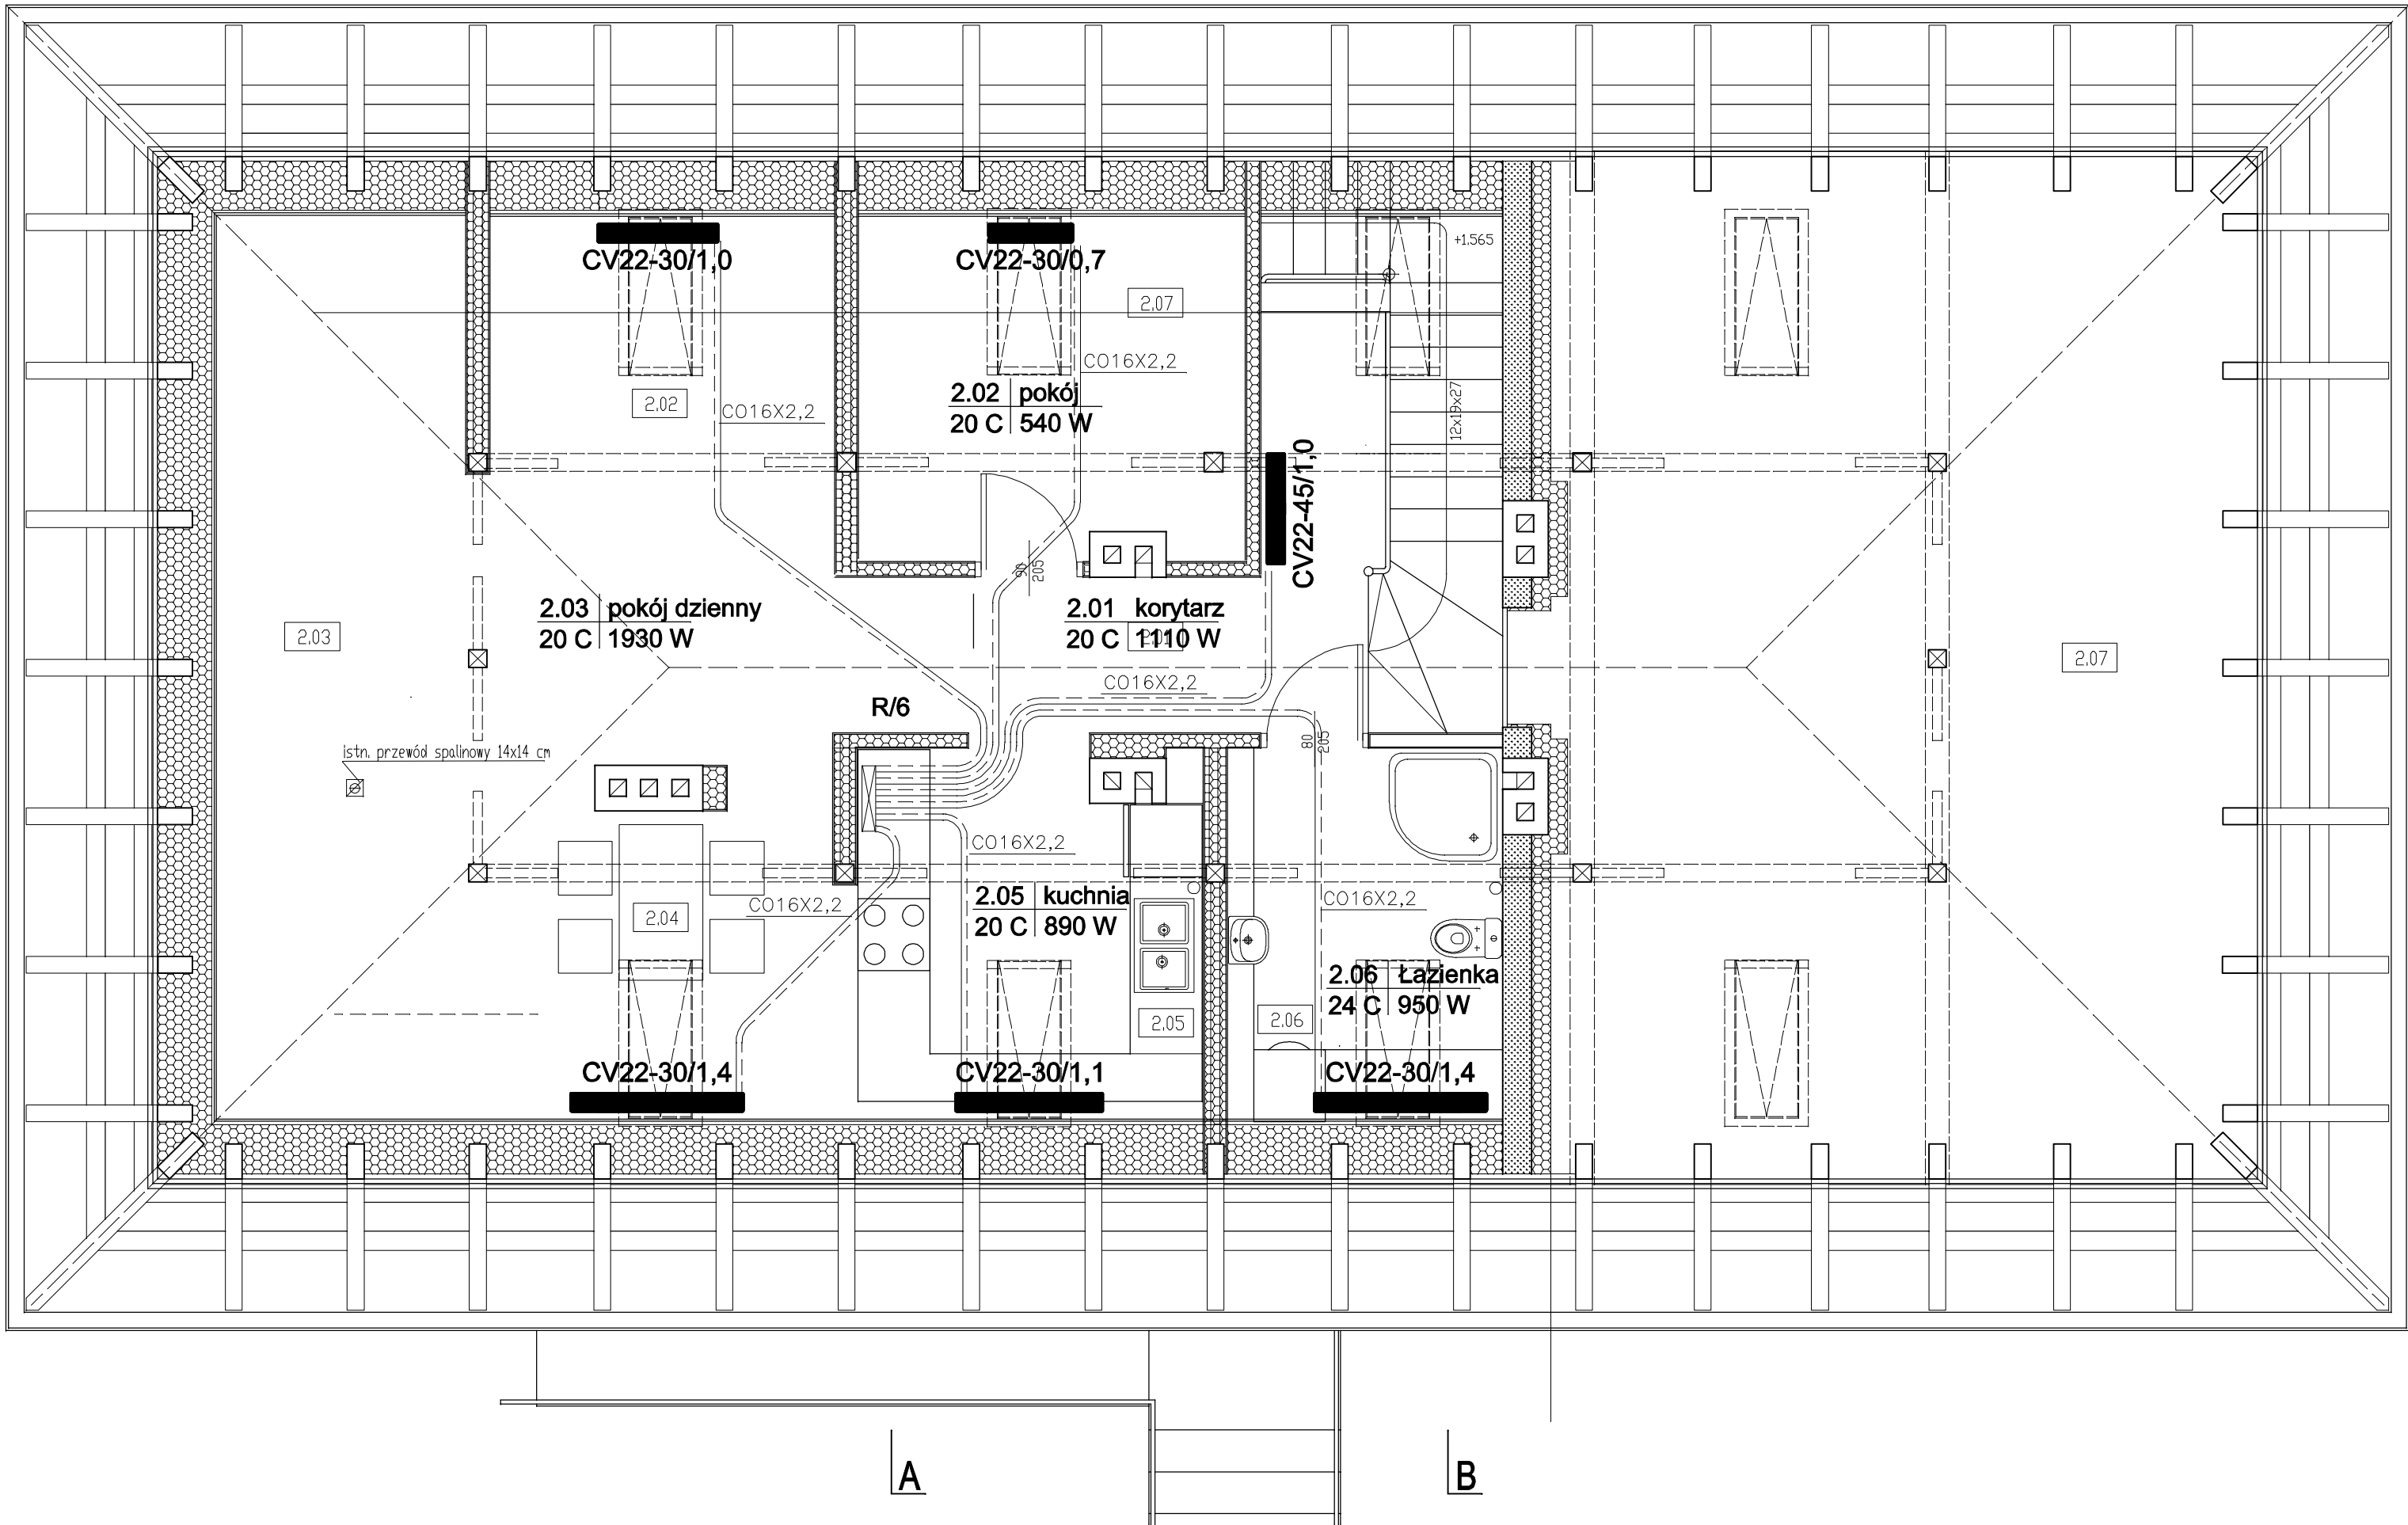 +1.565
CV22-30/1,0
CV22-30/0,7
2.07
CO16X2,2
2.02 pokój
20 C 540 W
2.02
CO16X2,2
12x19x27
CV22-45/1,0
90
205
2.03 pokój dzienny
20 C 1930 W
2.01 korytarz
20 C 1110 W
2.01
2.03
2.07
CO16X2,2
R/6
80
205
istn. przewód spalinowy 14x14 cm
CO16X2,2
2.05 kuchnia
20 C 890 W
CO16X2,2
CO16X2,2
2.04
2.06 Łazienka
24 C 950 W
2.05
2.06
CV22-30/1,4
CV22-30/1,1
CV22-30/1,4
A
B